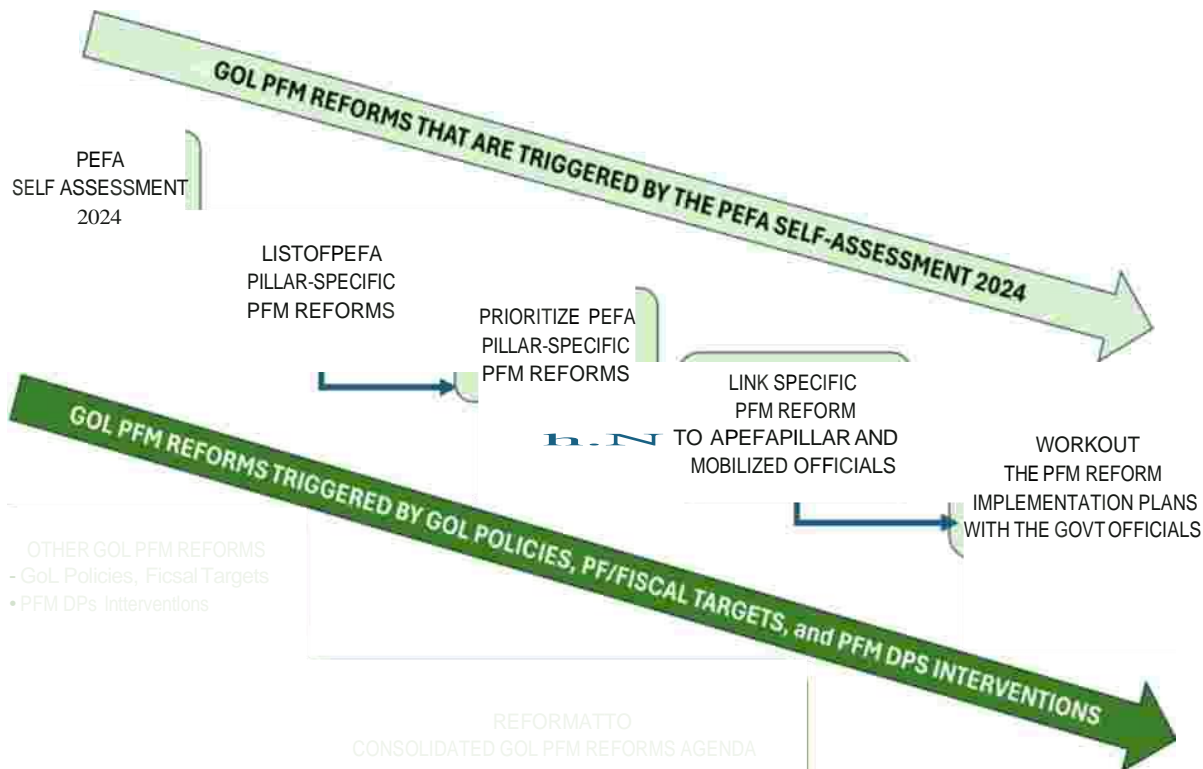 GOL PFM REFORMS THAT ARE TRIGGERED BY THE PEFA SELF-ASSESSMENT 2024
PEFA
SELF ASSESSMENT
2024
LISTOFPEFA
PILLAR-SPECIFIC
PFM REFORMS
PRIORITIZE PEFA
PILLAR-SPECIFIC
PFM REFORMS
LINK SPECIFIC
PFM REFORM
h.N TO APEFAPILLAR AND
MOBILIZED OFFICIALS
WORKOUT
THE PFM REFORM
IMPLEMENTATION PLANS
WITH THE GOVT OFFICIALS
GOL PFM REFORMS TRIGGERED BY GOL POLICIES, PF/FISCAL TARGETS, and PFM DPS INTERVENTIONS
OTHER GOL PFM REFORMS
- GoL Policies, Ficsal Targets
• PFM DPs Intterventions
REFORMATTO
CONSOLIDATED GOL PFM REFORMS AGENDA